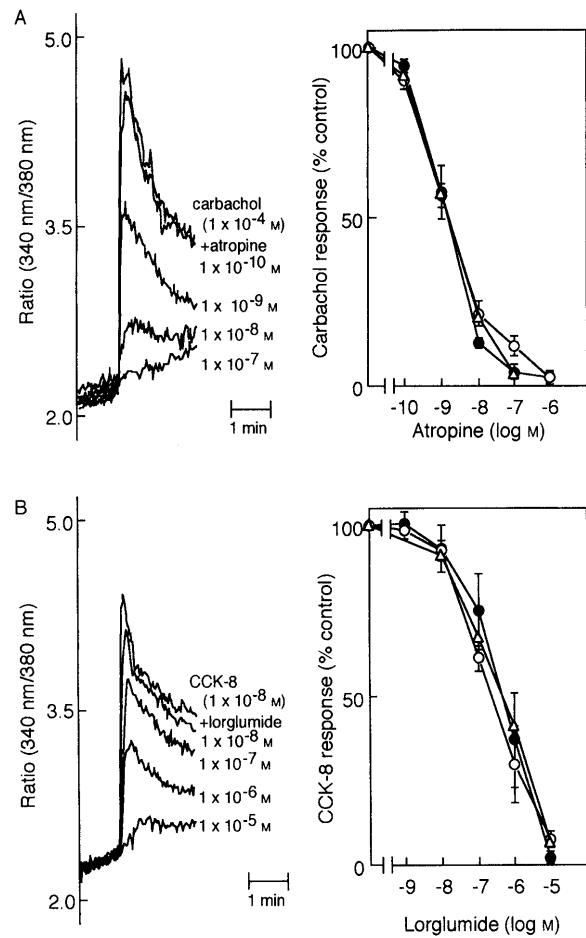 A
5.0
3.5
2.0
Ratio (340 nm/380 nm)
carbachol
(1 x 10-4 M)
+atropine
1 x 10-10 M
1 x 10-9 M
1 x 10-8 M
1 x 10-7 M
1 min
100
50
0
Carbachol response (% control)
-10 -9 -8 -7 -6
Atropine (log M)
B
5.0
3.5
2.0
Ratio (340 nm/380 nm)
CCK-8
(1 x 10-8 M)
+lorglumide
1 x 10-8 M
1 x 10-7 M
1 x 10-6 M
1 x 10-5 M
1 min
100
50
0
CCK-8 response (% control)
-9 -8 -7 -6 -5
Lorglumide (log M)